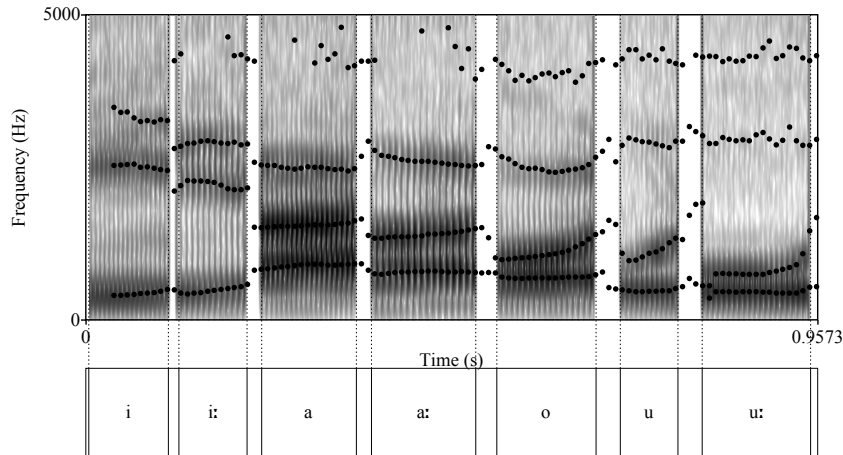 5000
Frequency (Hz)
0
0 0.9573
Time (s)
i iː a aː o u uː